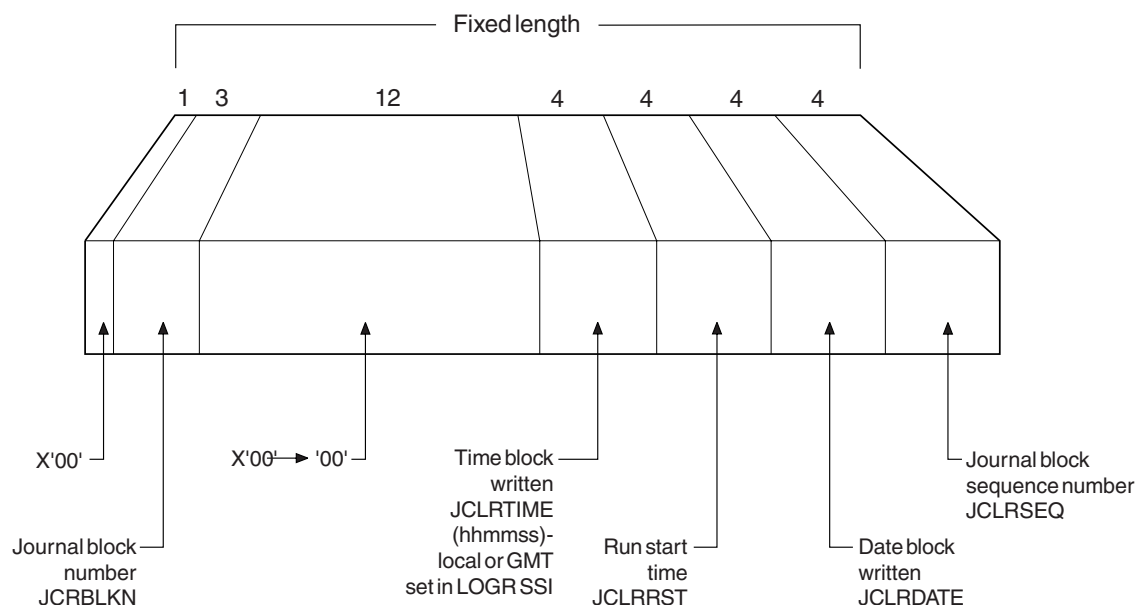 Fixed length
1 3 12 4 4 4 4
X'00'
X'00' '00'
Time block
written
JCLRTIME
(hhmmss)-
local or GMT
set in LOGR SSI
Journal block
sequence number
JCLRSEQ
Journal block
number
JCRBLKN
Run start
time
JCLRRST
Date block
written
JCLRDATE